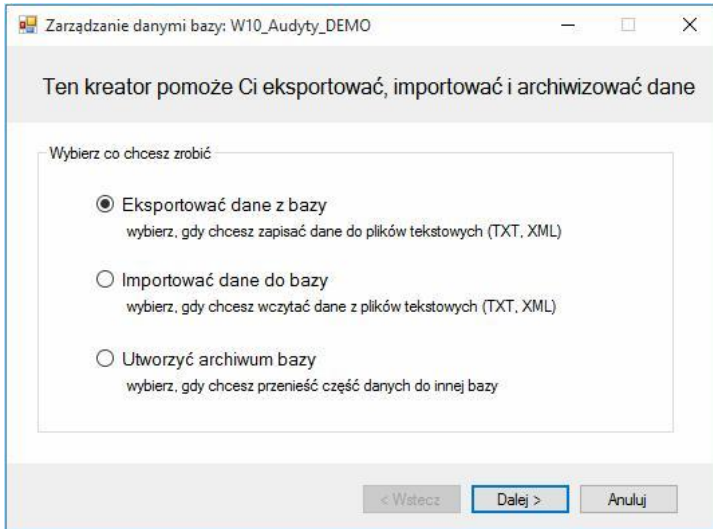 Zarządzanie danymi bazy: W10_Audyty_DEMO
Ten kreator pomoże Ci eksportować, importować i archiwizować dane
Wybierz co chcesz zrobić
Eksportować dane z bazy
wybierz, gdy chcesz zapisać dane do plików tekstowych (TXT, XML)
Importować dane do bazy
wybierz, gdy chcesz wczytać dane z plików tekstowych (TXT, XML)
Utworzyć archiwum bazy
wybierz, gdy chcesz przenieść część danych do innej bazy
< Wstecz Dalej > Anuluj